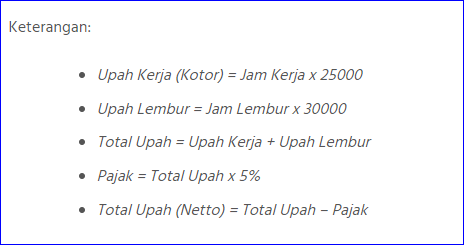 Keterangan:
• Upah Kerja (Kotor) = Jam Kerja x 25000
• Upah Lembur = Jam Lembur x 30000
• Total Upah = Upah Kerja + Upah Lembur
• Pajak = Total Upah x 5%
• Total Upah (Netto) = Total Upah – Pajak